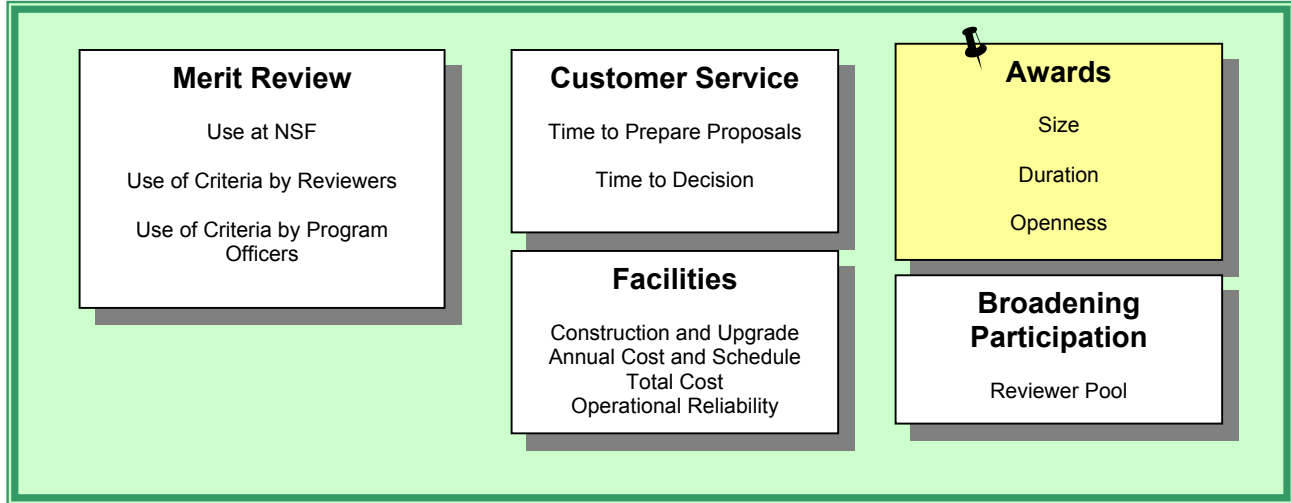 Merit Review
Use at NSF
Use of Criteria by Reviewers
Use of Criteria by Program
Officers
Customer Service
Time to Prepare Proposals
Time to Decision
Facilities
Construction and Upgrade
Annual Cost and Schedule
Total Cost
Operational Reliability
Awards
Size
Duration
Openness
Broadening
Participation
Reviewer Pool